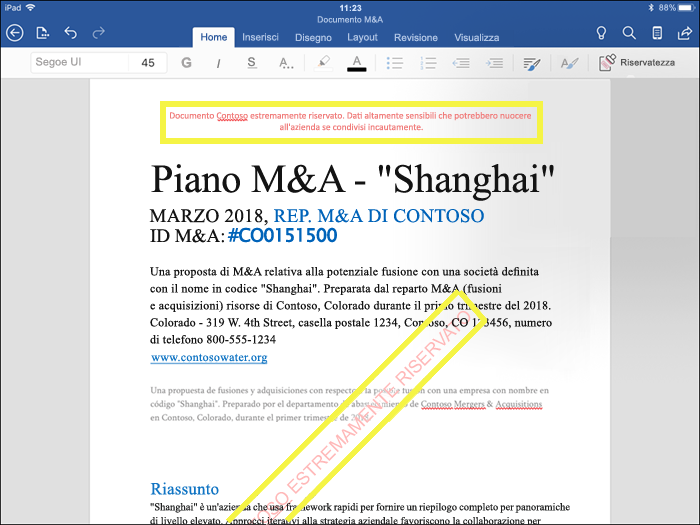 iPad 11:23 88%
Documento M&A
Home Inserisci Disegno Layout Revisione Visualizza
Segoe UI 45 G I S A... A Riservatezza
Documento Contoso estremamente riservato. Dati altamente sensibili che potrebbero nuocere
all'azienda se condivisi incautamente.
Piano M&A - "Shanghai"
MARZO 2018, REP. M&A DI CONTOSO
ID M&A: #CO0151500
Una proposta di M&A relativa alla potenziale fusione con una società definita
con il nome in codice "Shanghai". Preparata dal reparto M&A (fusioni
e acquisizioni) risorse di Contoso, Colorado durante il primo trimestre del 2018.
Colorado - 319 W. 4th Street, casella postale 1234, Contoso, CO 123456, numero
di telefono 800-555-1234
www.contosowater.org
Una propuesta de fusiones y adquisiciones con respecto a la posible fusión con una empresa con nombre en
código "Shanghai". Preparado por el departamento de abastecimiento de Contoso Mergers & Acquisitions
en Contoso, Colorado, durante el primer trimestre de
OSO ESTREMAMENTE RISERVATO
Riassunto
"Shanghai" è un'azienda che usa framework rapidi per fornire un riepilogo completo per panoramiche
di livello elevato. Approcci iterativi alla strategia aziendale favoriscono la collaborazione per